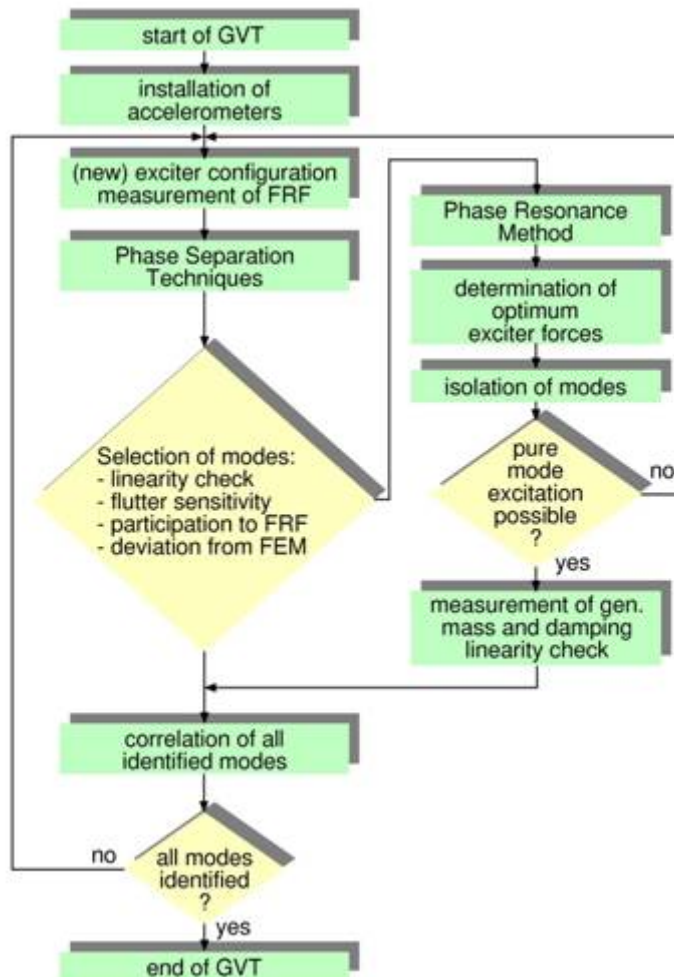 start of GVT
installation of
accelerometers
(new) exciter configuration
measurement of FRF
Phase Separation
Techniques
Selection of modes:
- linearity check
- flutter sensitivity
- participation to FRF
- deviation from FEM
Phase Resonance
Method
determination of
optimum
exciter forces
isolation of modes
pure
mode
excitation
possible
?
no
yes
measurement of gen.
mass and damping
linearity check
correlation of all
identified modes
no
all modes
identified
?
yes
end of GVT